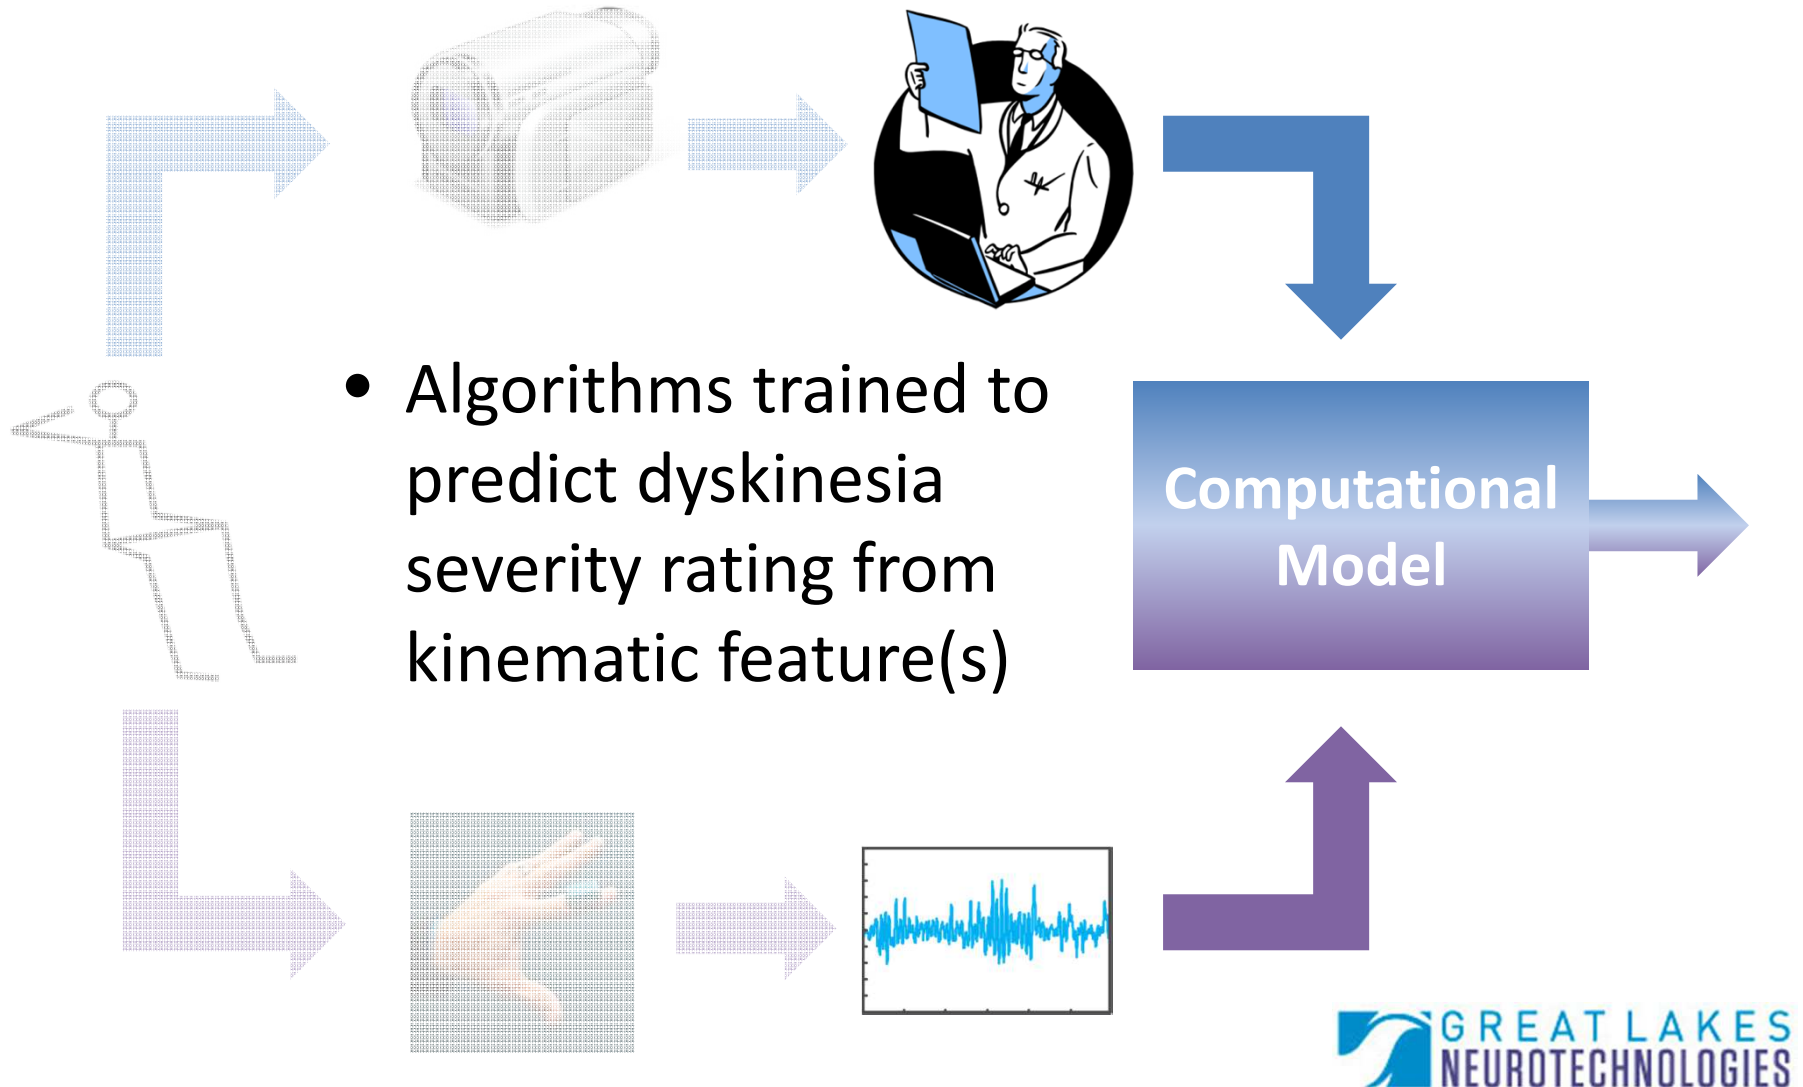 • Algorithms trained to
predict dyskinesia
severity rating from
kinematic feature(s)
Computational
Model
GREAT LAKES
NEUROTECHNOLOGIES